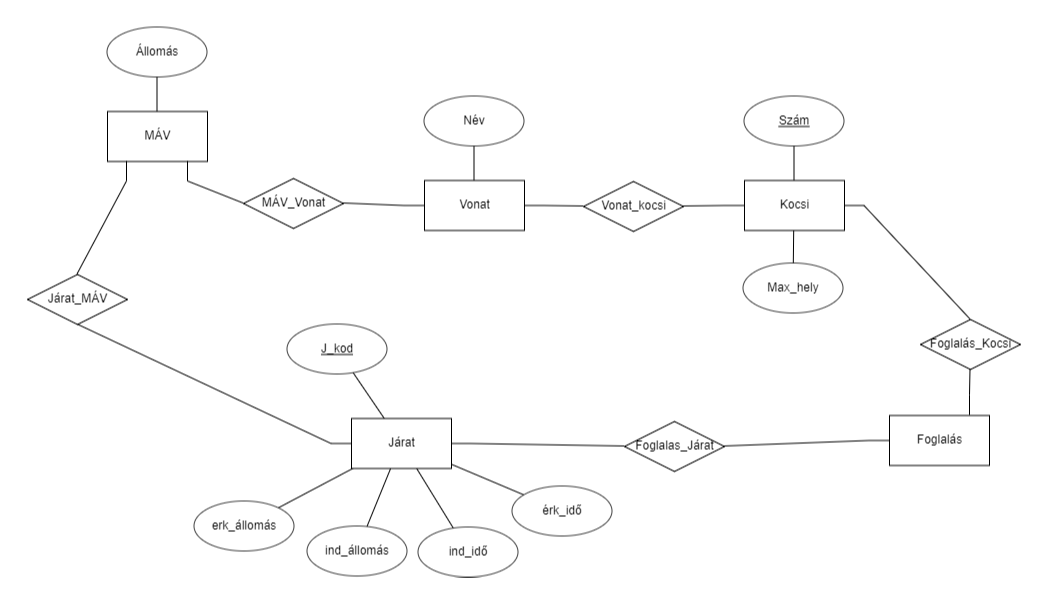 Állomás
MÁV
Név
Szám
MÁV_Vonat
Vonat
Vonat_kocsi
Kocsi
Max_hely
Járat_MÁV
J_kod
Foglalás_Kocsi
Járat
Foglalas_Járat
Foglalás
erk_állomás
ind_állomás
ind_idő
érk_idő